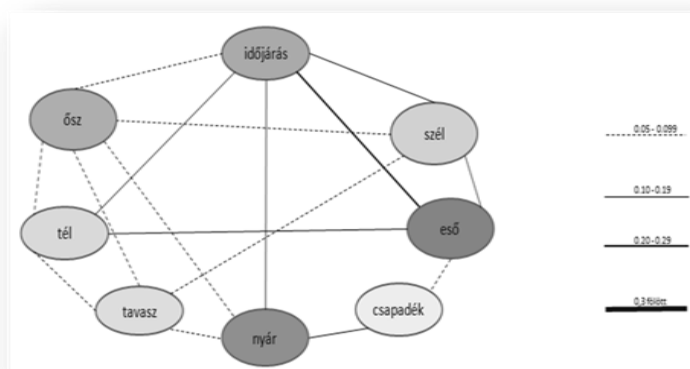 időjárás
ősz
szél
0.05 - 0.099
tél
0.10 - 0.19
eső
0.20 - 0.29
tavasz
csapadék
0,3 fölött
nyár